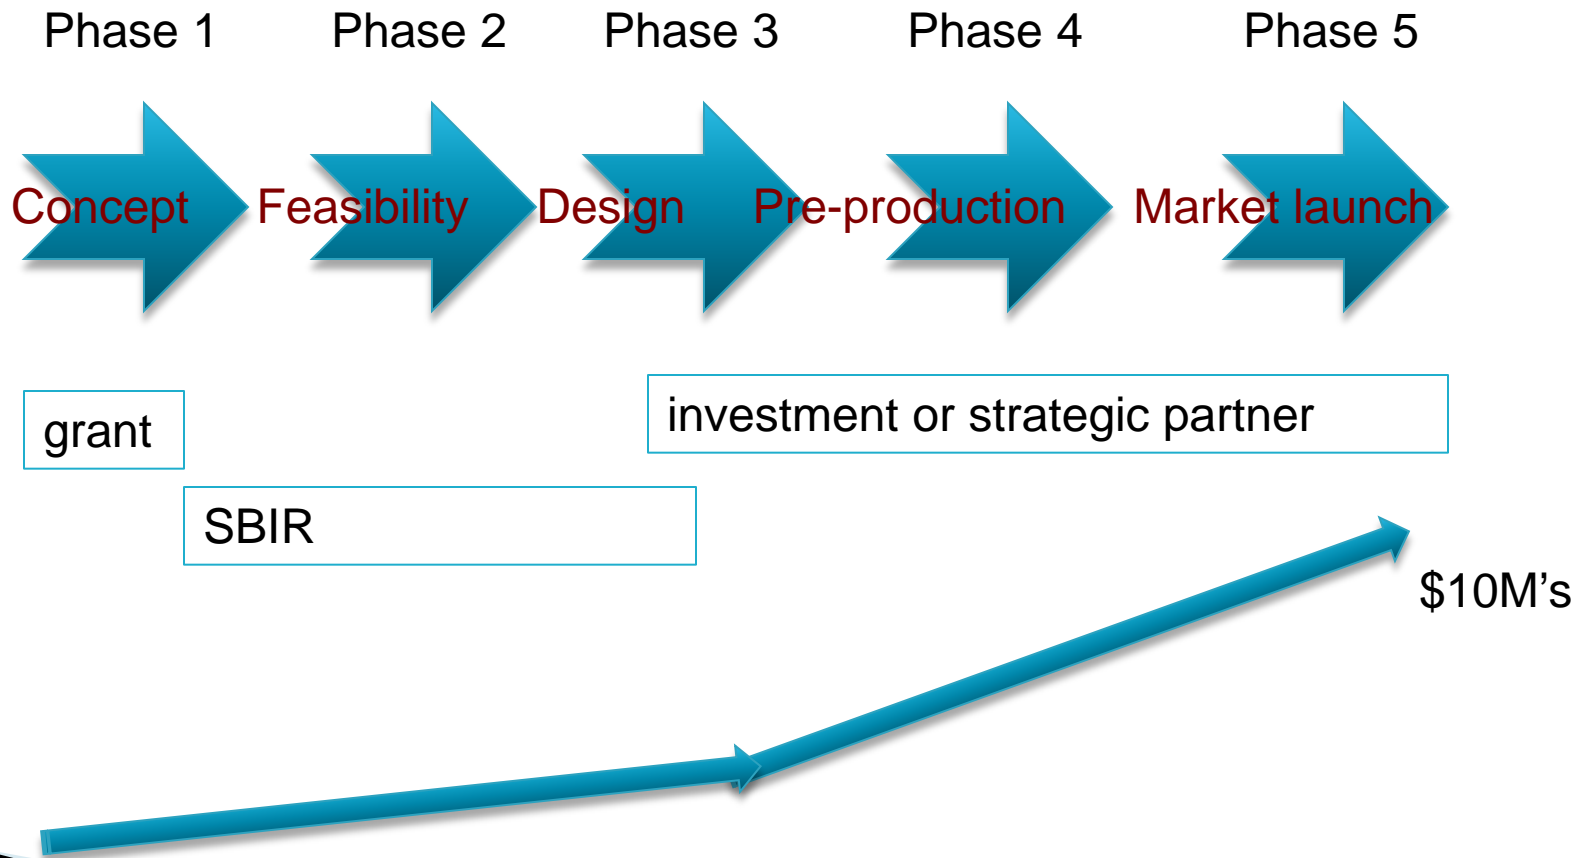 Phase 1 Phase 2 Phase 3 Phase 4 Phase 5
Concept Feasibility Design Pre-production Market launch
grant
investment or strategic partner
SBIR
$10M’s